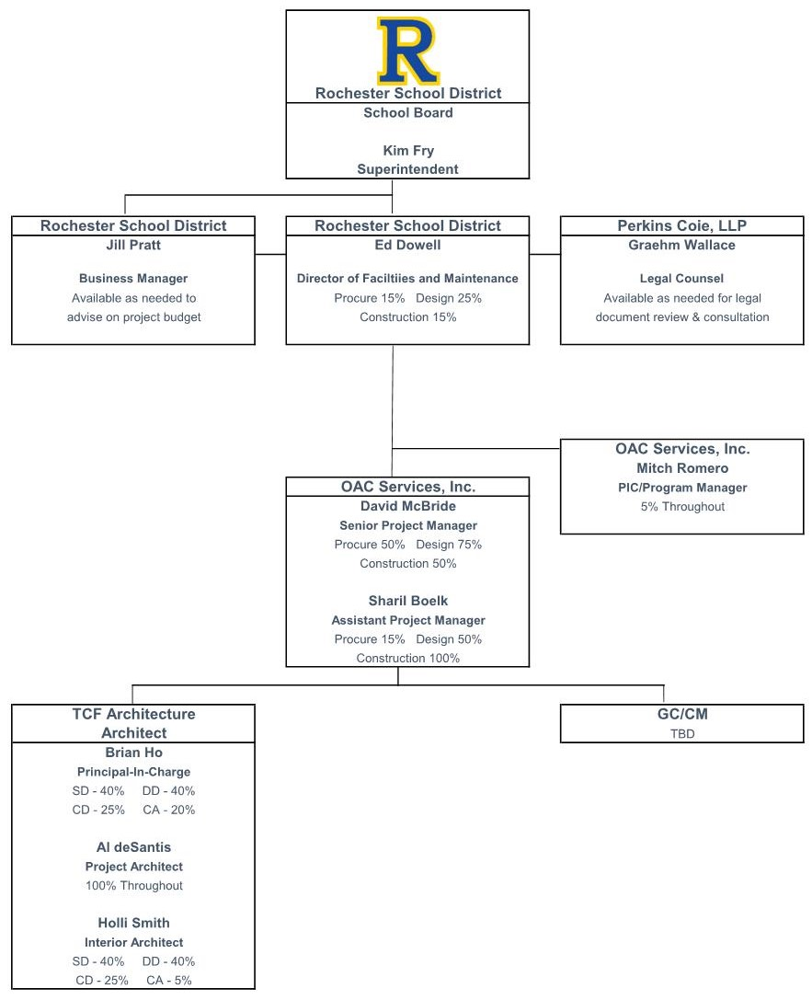 R
Rochester School District
School Board
Kim Fry
Superintendent
Rochester School District
Jill Pratt
Business Manager
Available as needed to
advise on project budget
Rochester School District
Ed Dowell
Director of Faciltiies and Maintenance
Procure 15% Design 25%
Construction 15%
Perkins Coie, LLP
Graehm Wallace
Legal Counsel
Available as needed for legal
document review & consultation
OAC Services, Inc.
Mitch Romero
PIC/Program Manager
5% Throughout
OAC Services, Inc.
David McBride
Senior Project Manager
Procure 50% Design 75%
Construction 50%
Sharil Boelk
Assistant Project Manager
Procure 15% Design 50%
Construction 100%
TCF Architecture
Architect
Brian Ho
Principal-In-Charge
SD - 40% DD - 40%
CD - 25% CA - 20%
Al deSantis
Project Architect
100% Throughout
Holli Smith
Interior Architect
SD - 40% DD - 40%
CD - 25% CA - 5%
GC/CM
TBD